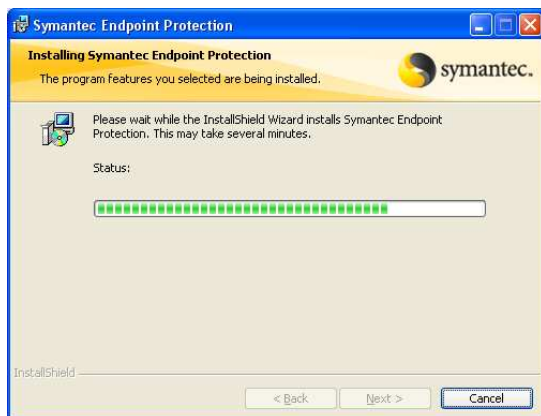 Symantec Endpoint Protection
Installing Symantec Endpoint Protection
The program features you selected are being installed.
symantec.
Please wait while the InstallShield Wizard installs Symantec Endpoint
Protection. This may take several minutes.
Status:
InstallShield
< Back
Next >
Cancel